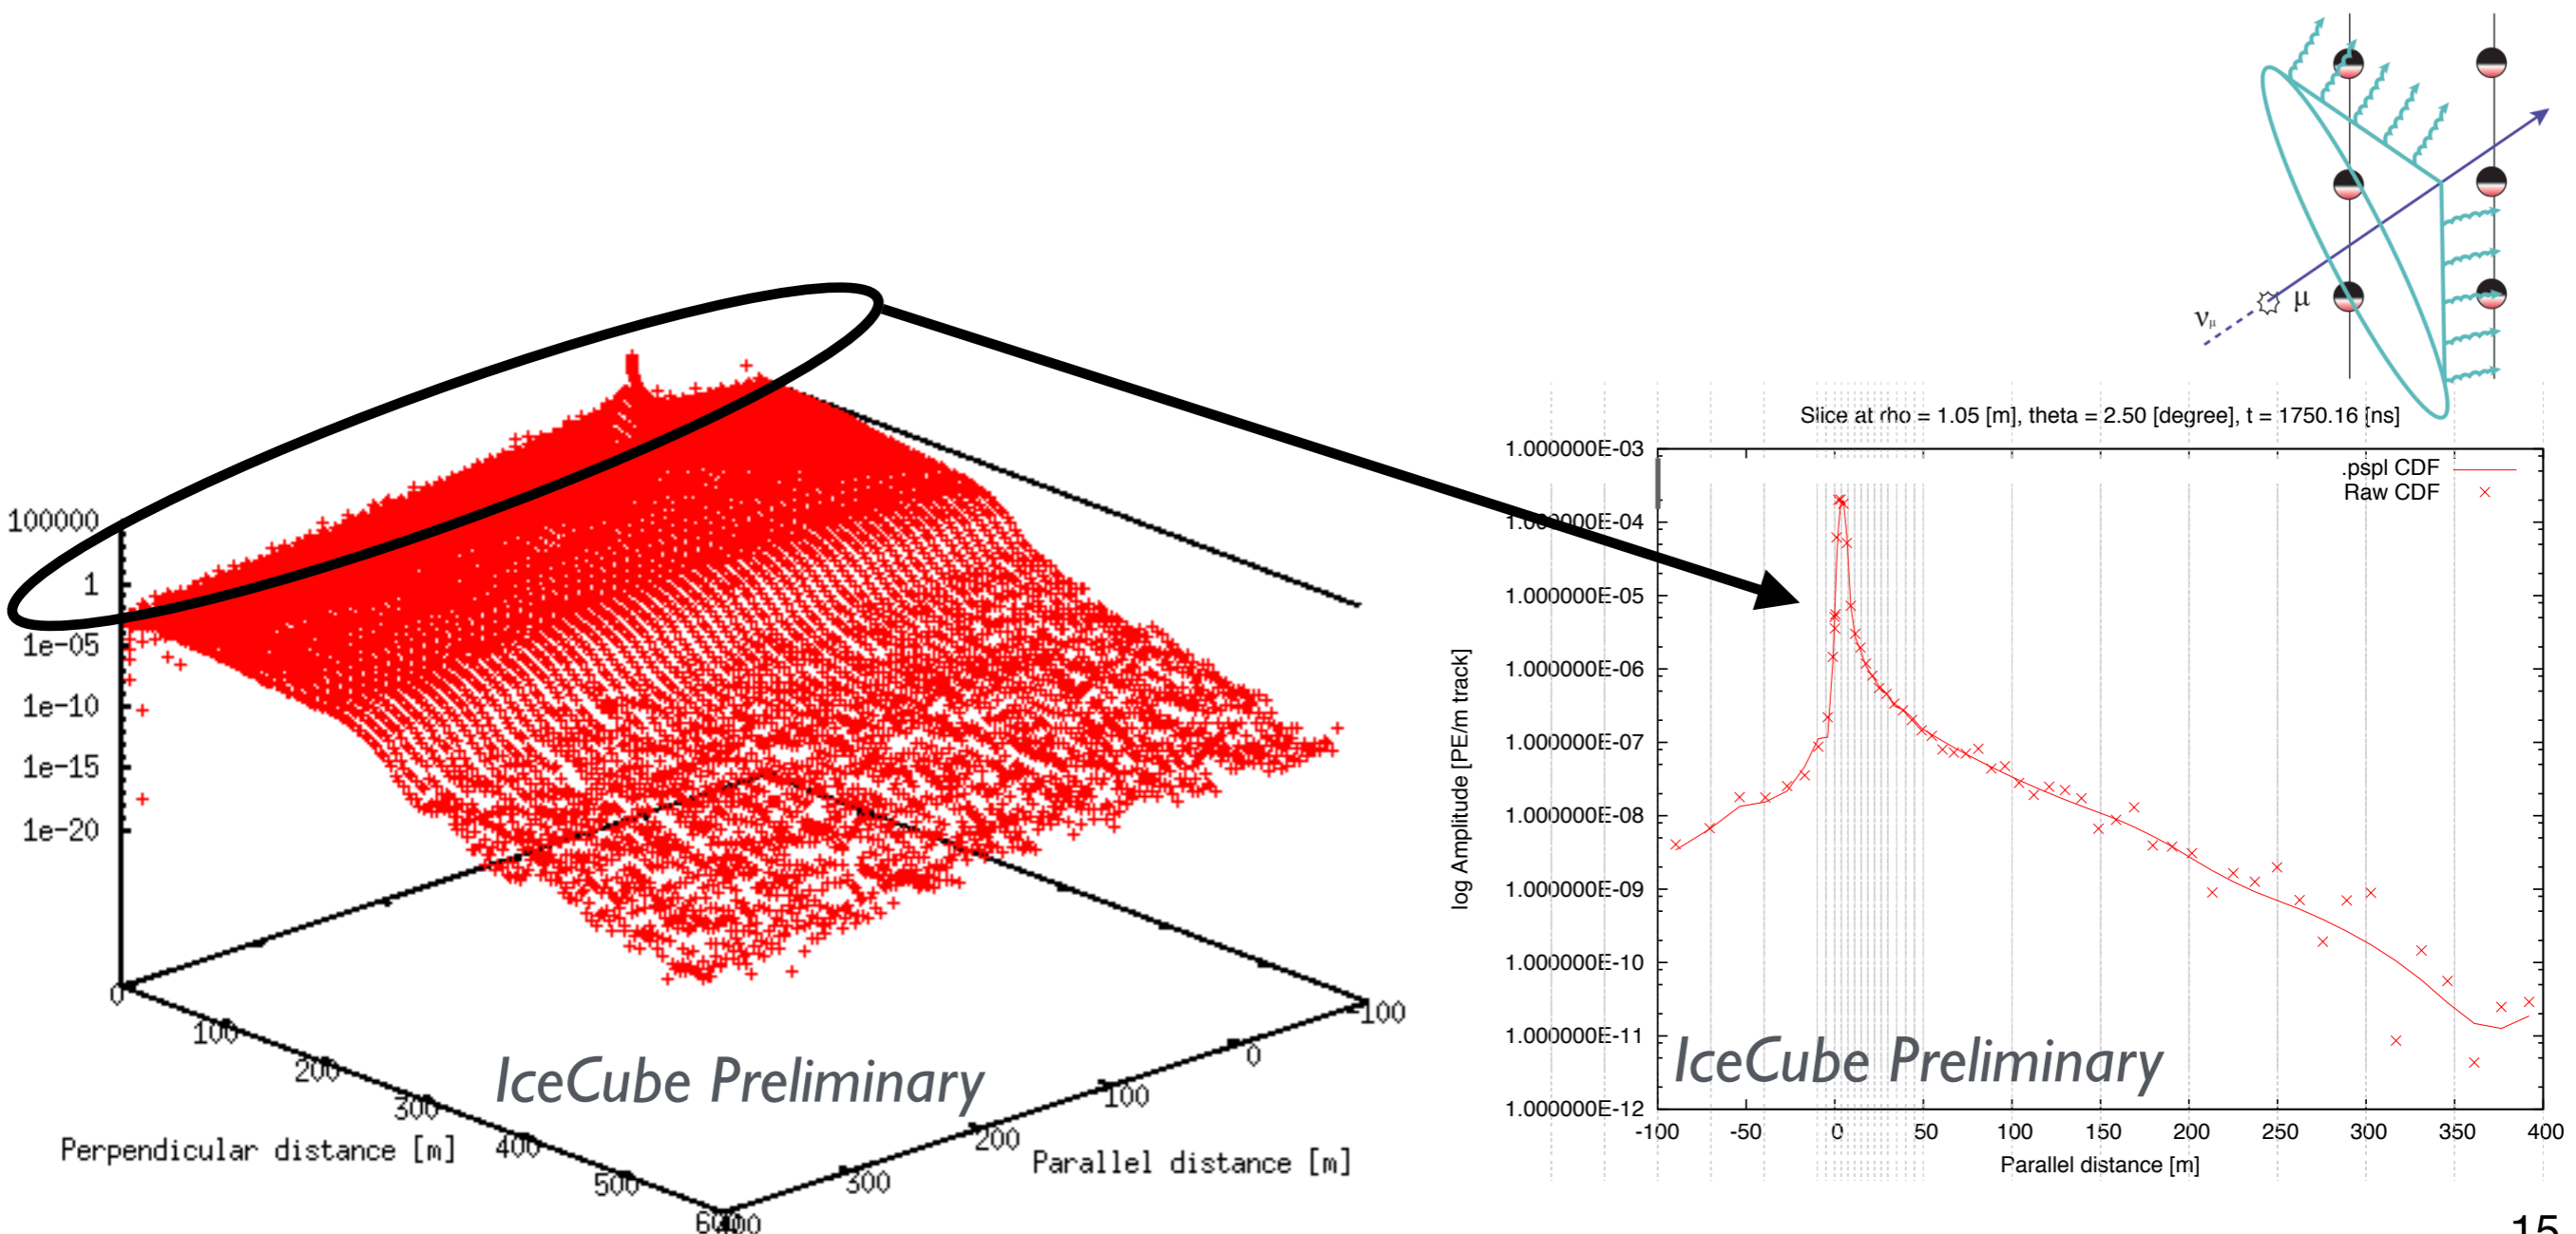 ν_μ
μ
100000
1
1e-05
1e-10
1e-15
1e-20
0
100
200
300
400
500
600
Perpendicular distance [m]
-100
0
100
200
300
400
Parallel distance [m]
IceCube Preliminary
Slice at rho = 1.05 [m], theta = 2.50 [degree], t = 1750.16 [ns]
.pspl CDF
Raw CDF
log Amplitude [PE/m track]
1.000000E-03
1.000000E-04
1.000000E-05
1.000000E-06
1.000000E-07
1.000000E-08
1.000000E-09
1.000000E-10
1.000000E-11
1.000000E-12
-100 -50 0 50 100 150 200 250 300 350 400
Parallel distance [m]
IceCube Preliminary
15